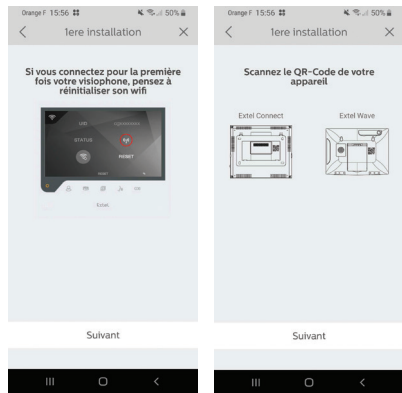 Orange F 15:56 50%
1ere installation
Si vous connectez pour la première
fois votre visiophone, pensez à
réinitialiser son wifi
UID
STATUS
RESET
Extel
Suivant
Orange F 15:56 50%
1ere installation
Scannez le QR-Code de votre
appareil
Extel Connect Extel Wave
Suivant